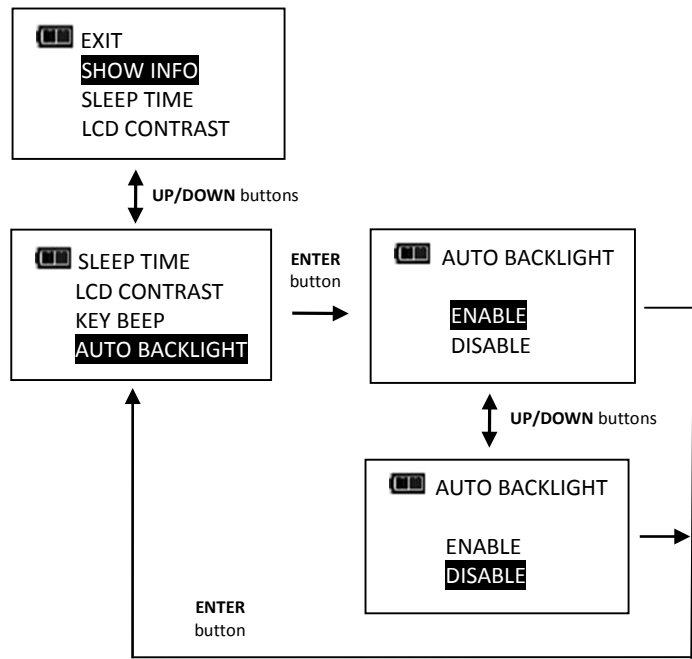 EXIT
SHOW INFO
SLEEP TIME
LCD CONTRAST
UP/DOWN buttons
SLEEP TIME
LCD CONTRAST
KEY BEEP
AUTO BACKLIGHT
ENTER
button
AUTO BACKLIGHT
ENABLE
DISABLE
UP/DOWN buttons
AUTO BACKLIGHT
ENABLE
DISABLE
ENTER
button